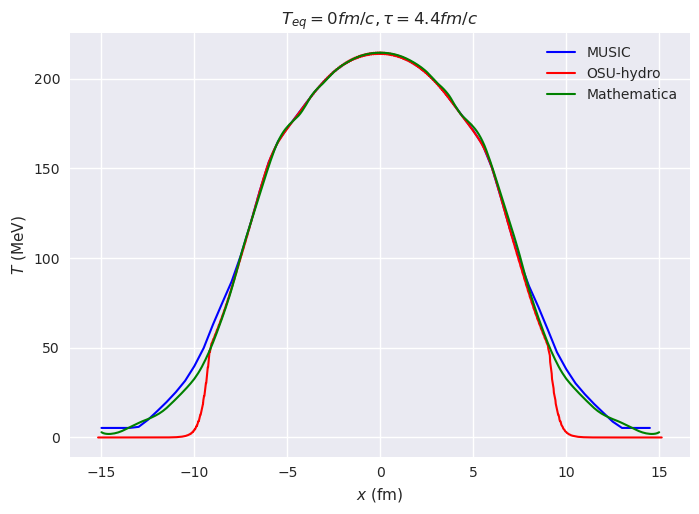 $T_{eq} = 0 fm/c, \tau = 4.4 fm/c$
MUSIC
OSU-hydro
Mathematica
T (MeV)
200
150
100
50
0
−15
−10
−5
0
5
10
15
x (fm)